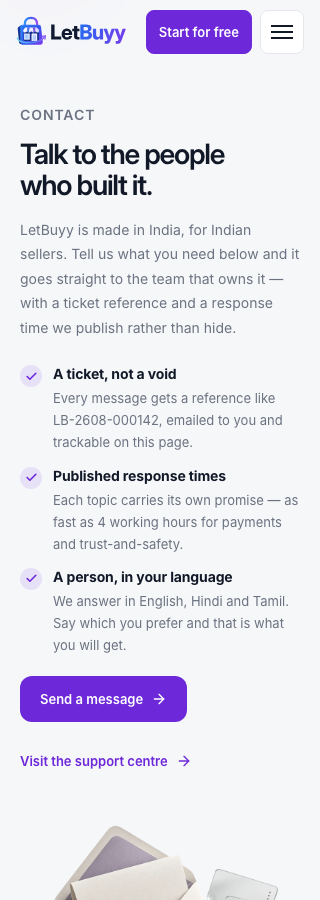 LetBuyy
Start for free
CONTACT
Talk to the people
who built it.
LetBuyy is made in India, for Indian
sellers. Tell us what you need below and it
goes straight to the team that owns it —
with a ticket reference and a response
time we publish rather than hide.
A ticket, not a void
Every message gets a reference like
LB-2608-000142, emailed to you and
trackable on this page.
Published response times
Each topic carries its own promise — as
fast as 4 working hours for payments
and trust-and-safety.
A person, in your language
We answer in English, Hindi and Tamil.
Say which you prefer and that is what
you will get.
Send a message
Visit the support centre